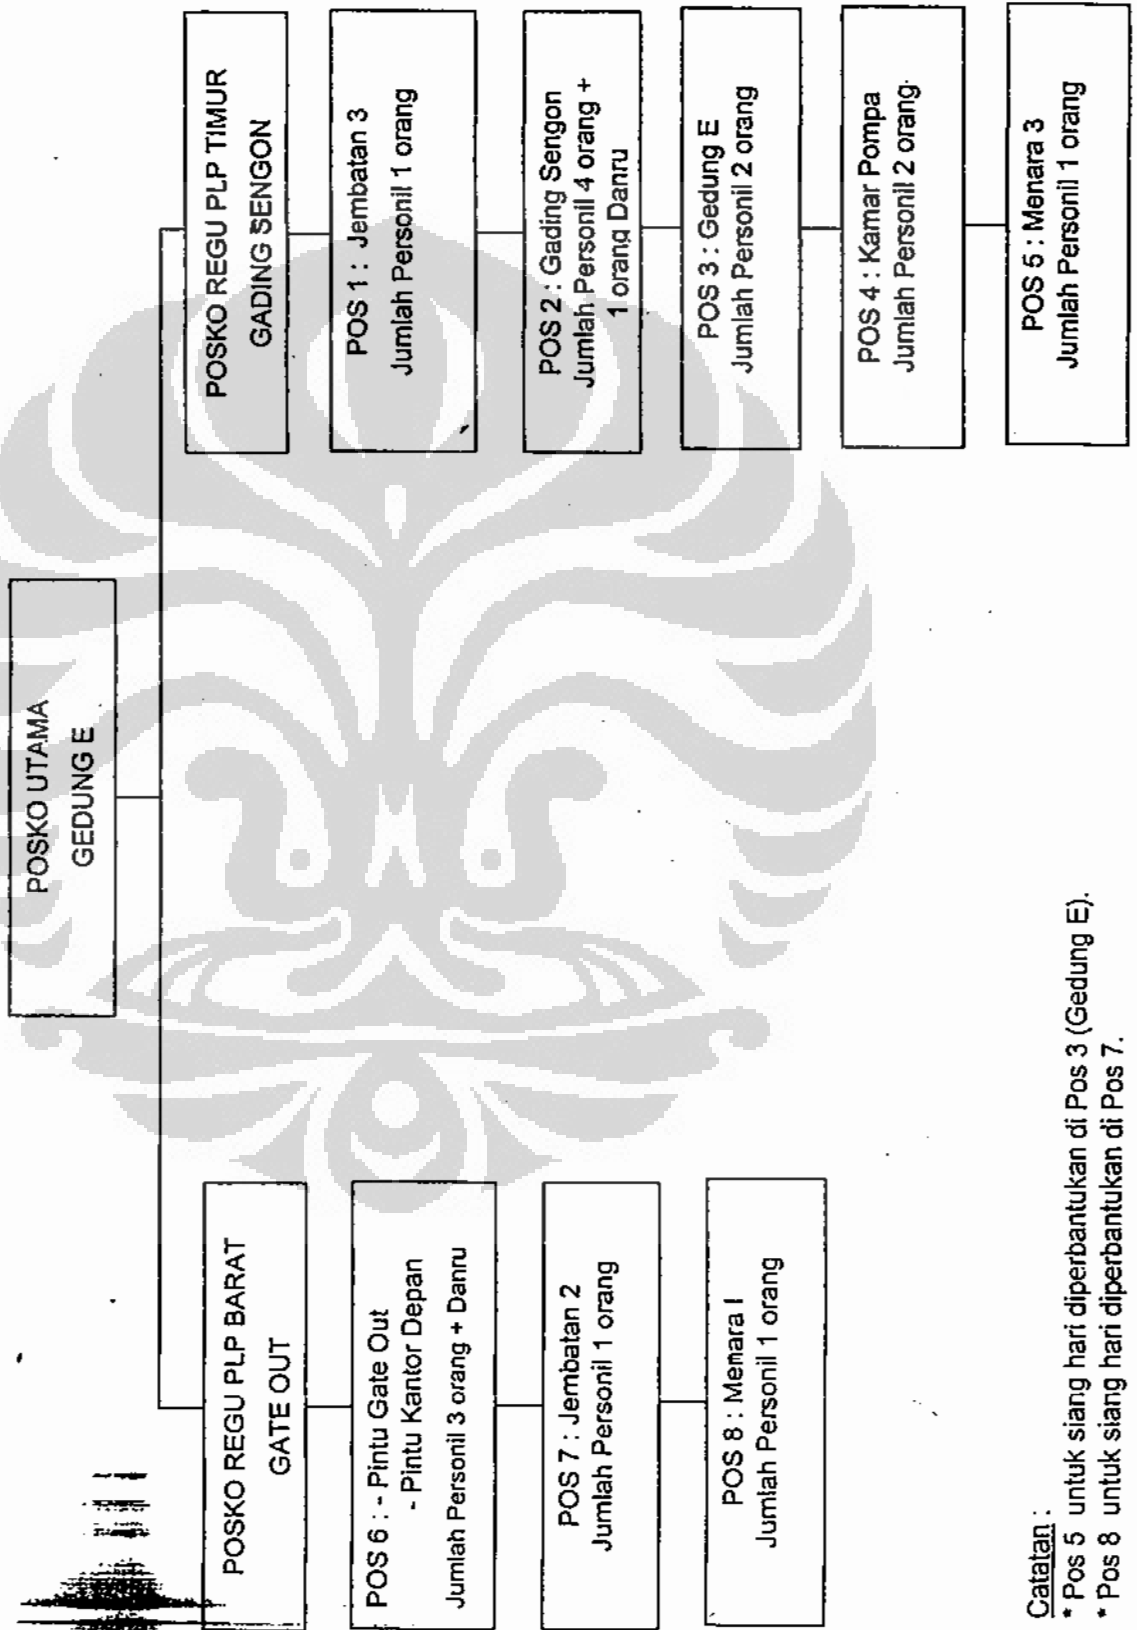 POSKO UTAMA
GEDUNG E
POSKO REGU PLP BARAT
GATE OUT
POS 6 : - Pintu Gate Out
- Pintu Kantor Depan
Jumlah Personil 3 orang + Danru
POS 7 : Jembatan 2
Jumlah Personil 1 orang
POS 8 : Menara I
Jumlah Personil 1 orang
POSKO REGU PLP TIMUR
GADING SENGON
POS 1 : Jembatan 3
Jumlah Personil 1 orang
POS 2 : Gading Sengon
Jumlah Personil 4 orang +
1 orang Danru
POS 3 : Gedung E
Jumlah Personil 2 orang
POS 4 : Kamar Pompa
Jumlah Personil 2 orang.
POS 5 : Menara 3
Jumlah Personil 1 orang
Catatan :
* Pos 5 untuk siang hari diperbantukan di Pos 3 (Gedung E).
* Pos 8 untuk siang hari diperbantukan di Pos 7.